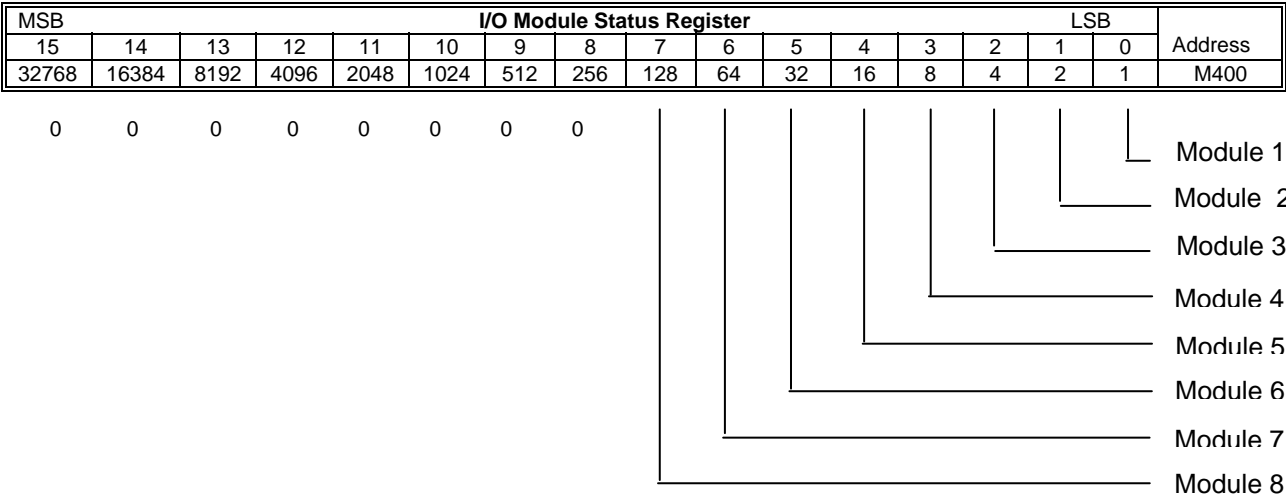 MSB I/O Module Status Register LSB
15 14 13 12 11 10 9 8 7 6 5 4 3 2 1 0 Address
32768 16384 8192 4096 2048 1024 512 256 128 64 32 16 8 4 2 1 M400
0 0 0 0 0 0 0 0
Module 1
Module 2
Module 3
Module 4
Module 5
Module 6
Module 7
Module 8